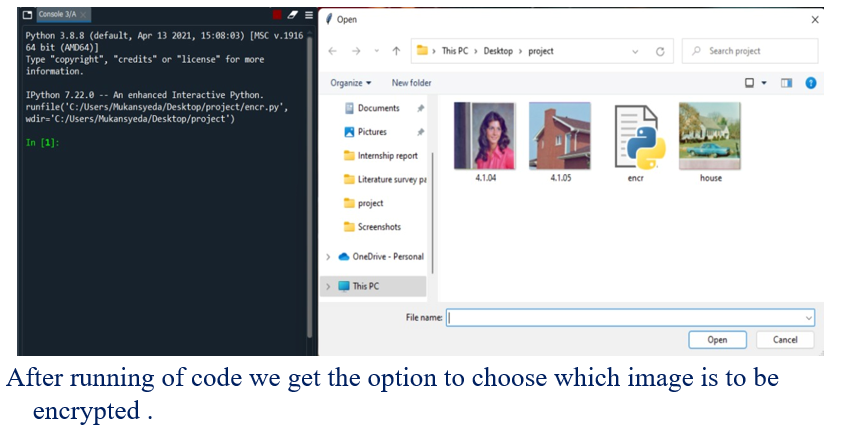 Console 3/A
Python 3.8.8 (default, Apr 13 2021, 15:08:03) [MSC v.1916
64 bit (AMD64)]
Type "copyright", "credits" or "license" for more
information.
IPython 7.22.0 -- An enhanced Interactive Python.
runfile('C:/Users/Mukansyeda/Desktop/project/encr.py',
wdir='C:/Users/Mukansyeda/Desktop/project')
In [1]:
Open
This PC > Desktop > project
Search project
Organize
New folder
Documents
Pictures
Internship report
Literature survey pa
project
Screenshots
OneDrive - Personal
This PC
4.1.04
4.1.05
encr
house
File name:
Open
Cancel
After running of code we get the option to choose which image is to be
encrypted .